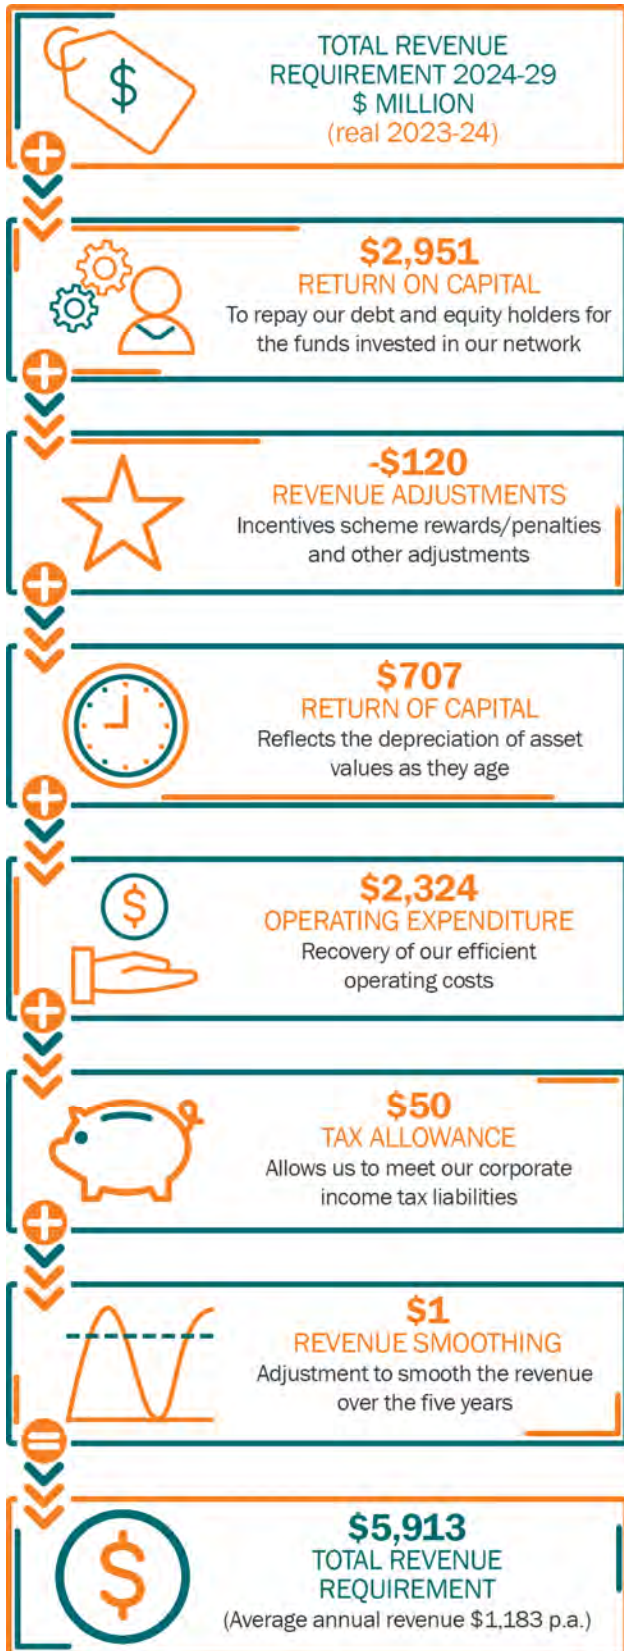 TOTAL REVENUE
REQUIREMENT 2024-29
$ MILLION
(real 2023-24)
$
$2,951
RETURN ON CAPITAL
To repay our debt and equity holders for
the funds invested in our network
-$120
REVENUE ADJUSTMENTS
Incentives scheme rewards/penalties
and other adjustments
$707
RETURN OF CAPITAL
Reflects the depreciation of asset
values as they age
$2,324
OPERATING EXPENDITURE
Recovery of our efficient
operating costs
$
$50
TAX ALLOWANCE
Allows us to meet our corporate
income tax liabilities
$1
REVENUE SMOOTHING
Adjustment to smooth the revenue
over the five years
$5,913
TOTAL REVENUE
REQUIREMENT
(Average annual revenue $1,183 p.a.)
$